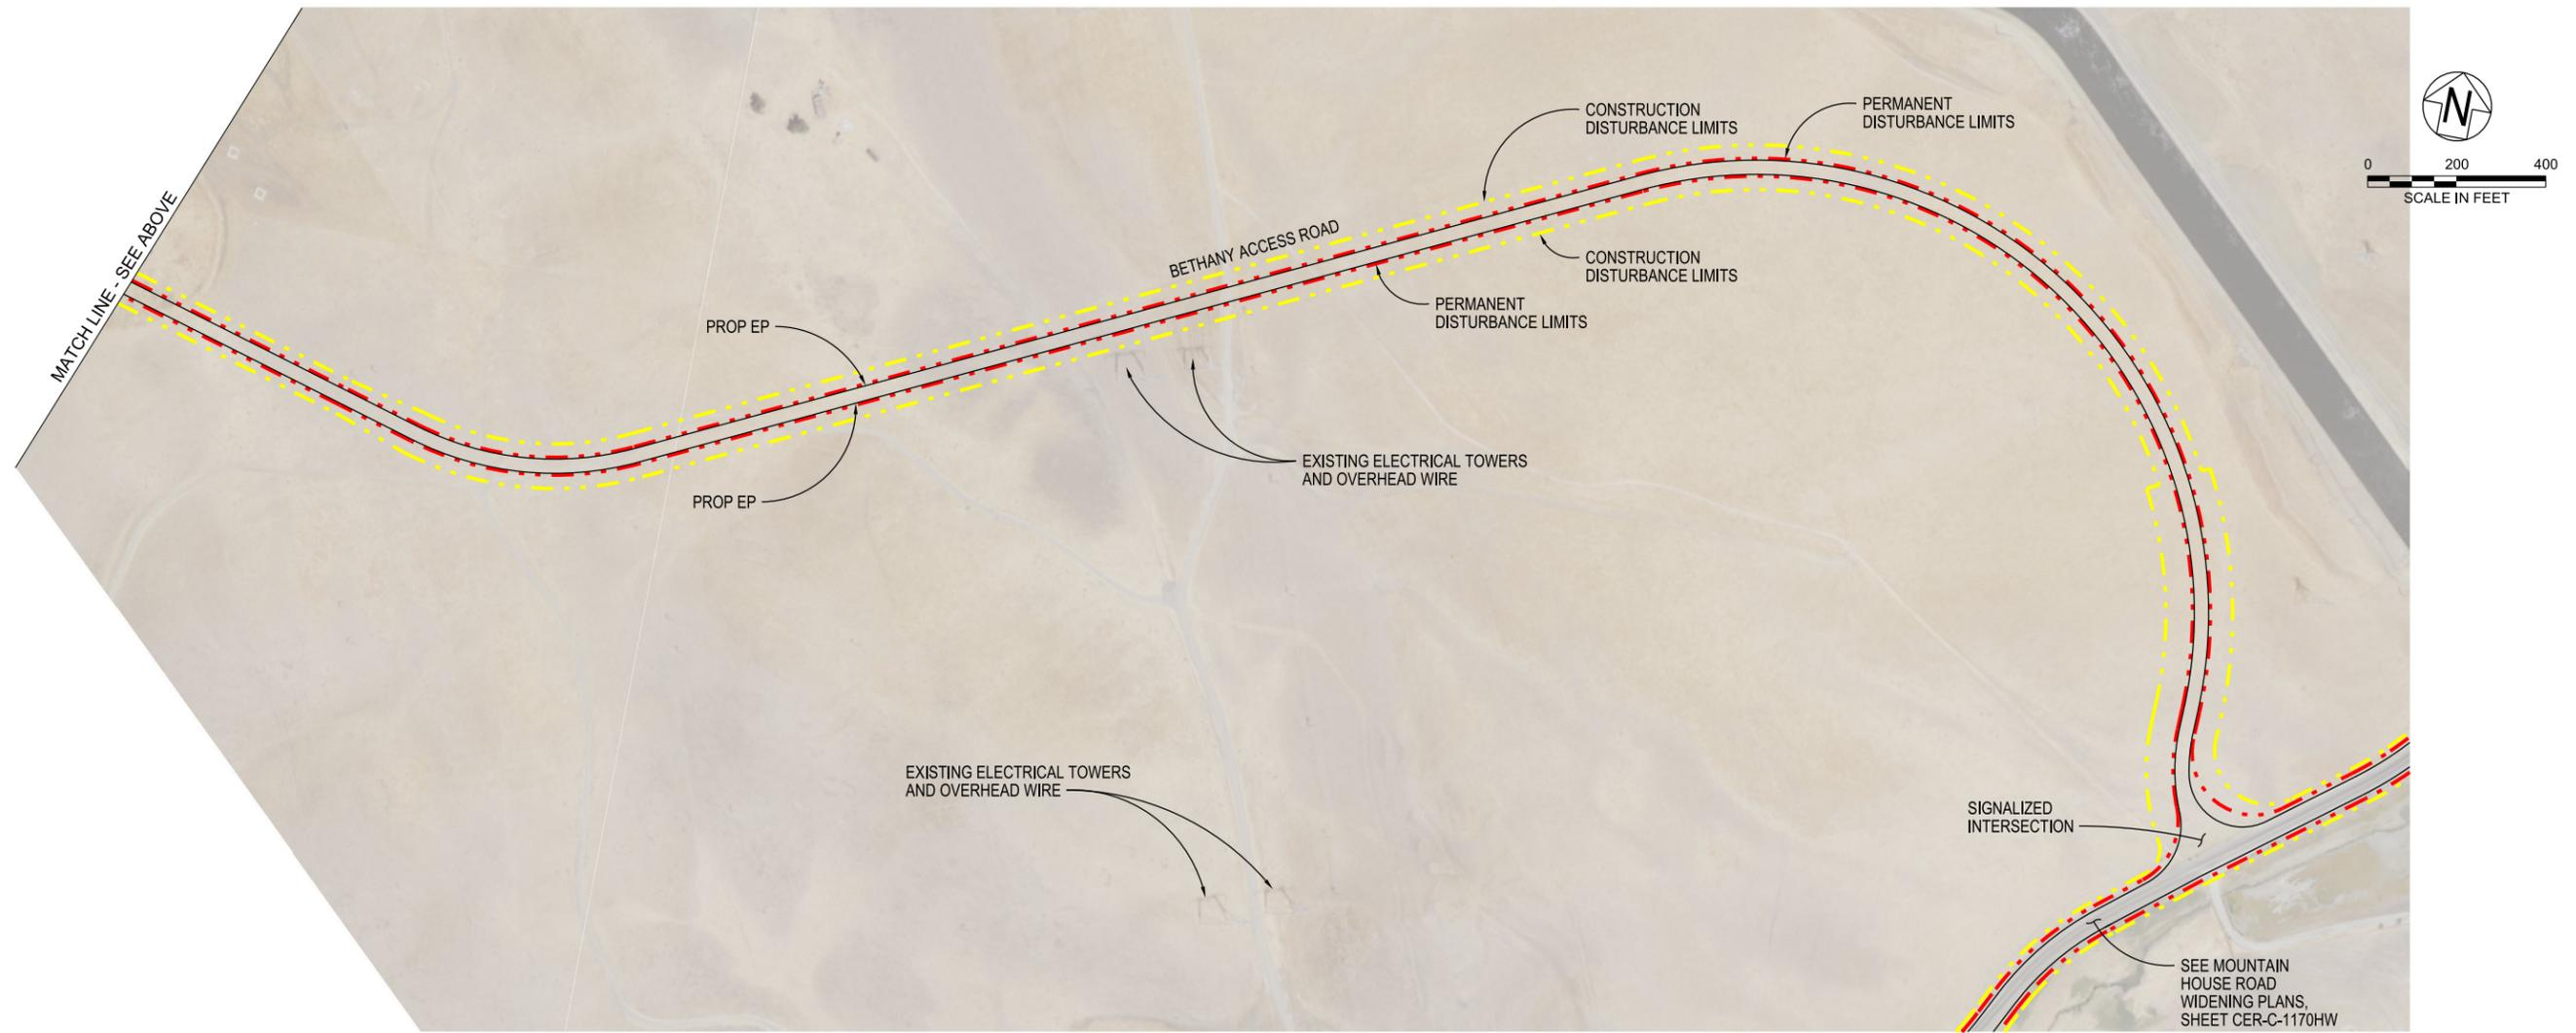 CONSTRUCTION
DISTURBANCE LIMITS
PERMANENT
DISTURBANCE LIMITS
N
0 200 400
SCALE IN FEET
MATCH LINE - SEE ABOVE
BETHANY ACCESS ROAD
CONSTRUCTION
DISTURBANCE LIMITS
PERMANENT
DISTURBANCE LIMITS
PROP EP
EXISTING ELECTRICAL TOWERS
AND OVERHEAD WIRE
PROP EP
EXISTING ELECTRICAL TOWERS
AND OVERHEAD WIRE
SIGNALIZED
INTERSECTION
SEE MOUNTAIN
HOUSE ROAD
WIDENING PLANS,
SHEET CER-C-1170HW